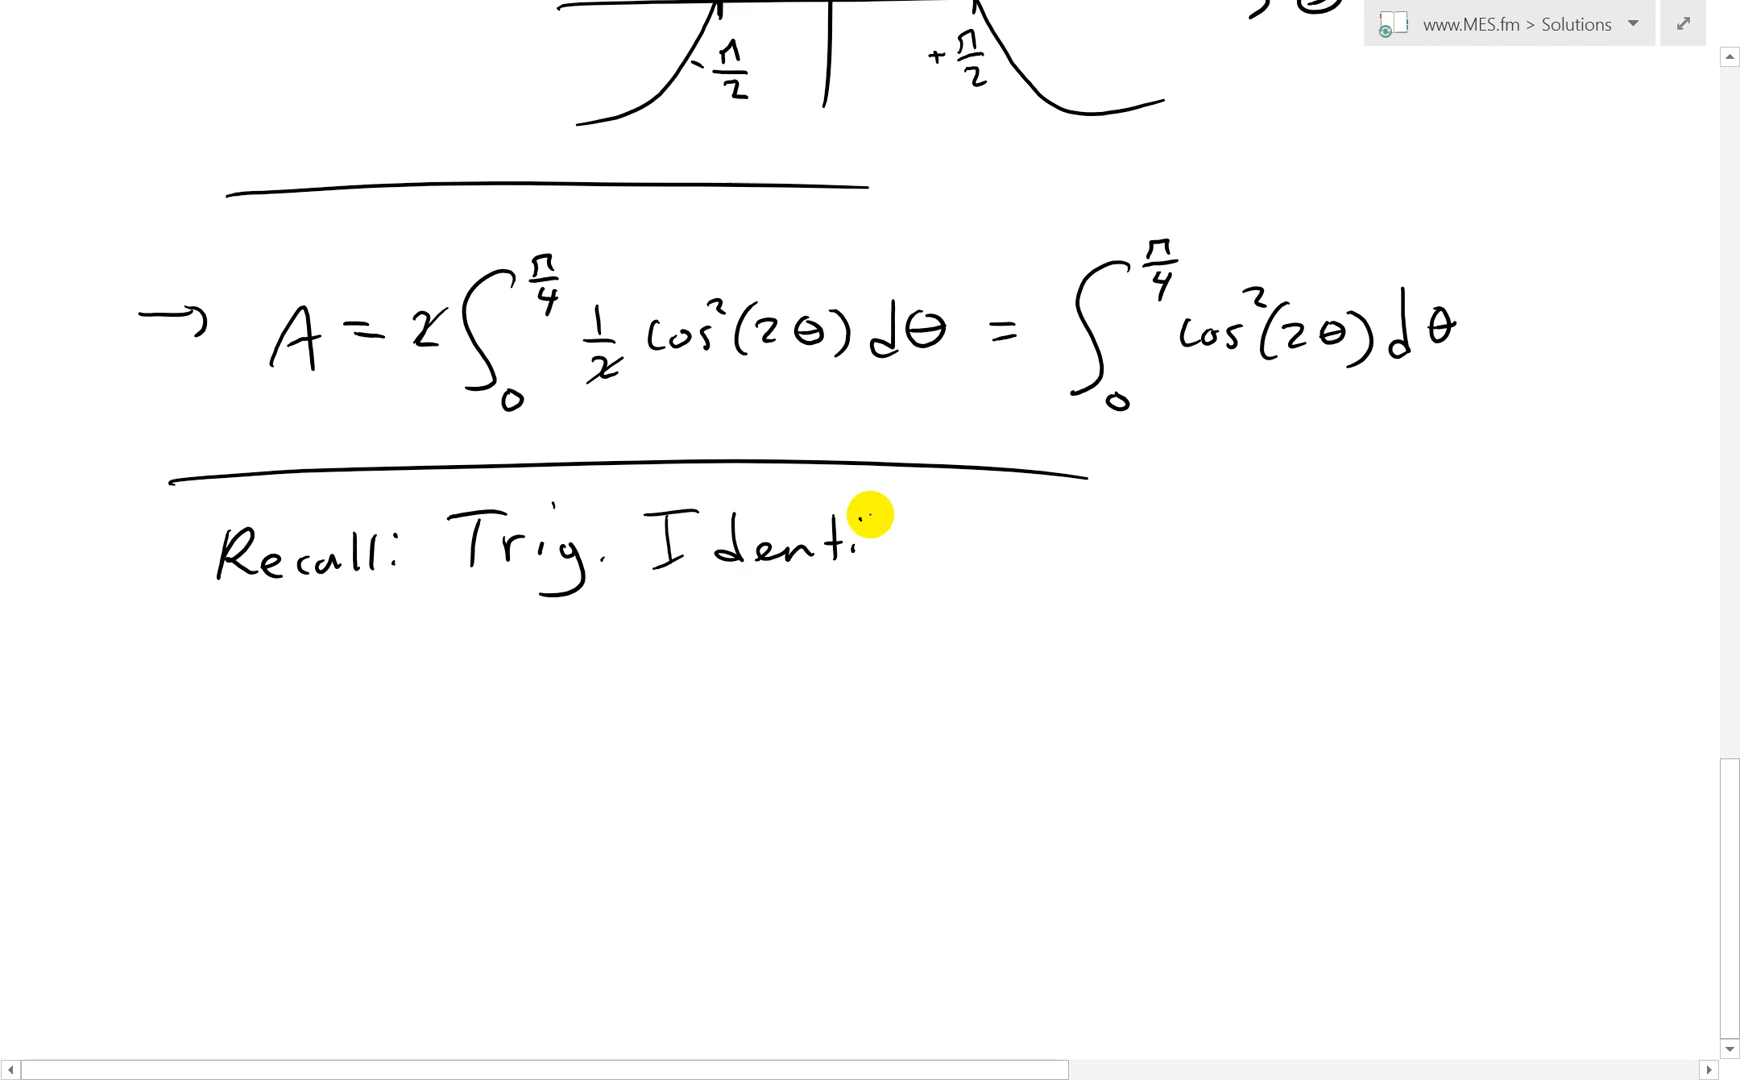 www.MES.fm > Solutions
-π/2 +π/2
→ A = 2∫₀^(π/4) 1/2 cos²(2θ)dθ = ∫₀^(π/4) cos²(2θ)dθ
Recall: Trig. Identi